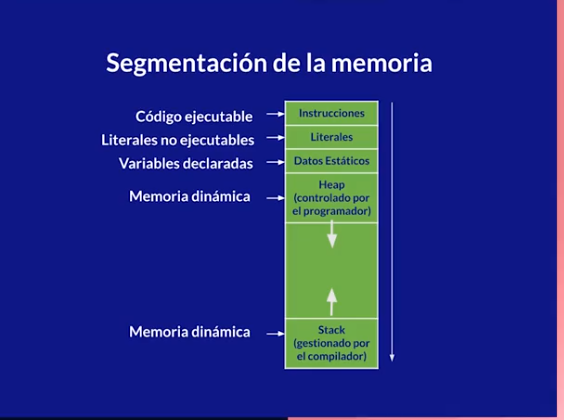 Segmentación de la memoria
Código ejecutable
Instrucciones
Literales no ejecutables
Literales
Variables declaradas
Datos Estáticos
Memoria dinámica
Heap
(controlado por
el programador)
Memoria dinámica
Stack
(gestionado por
el compilador)